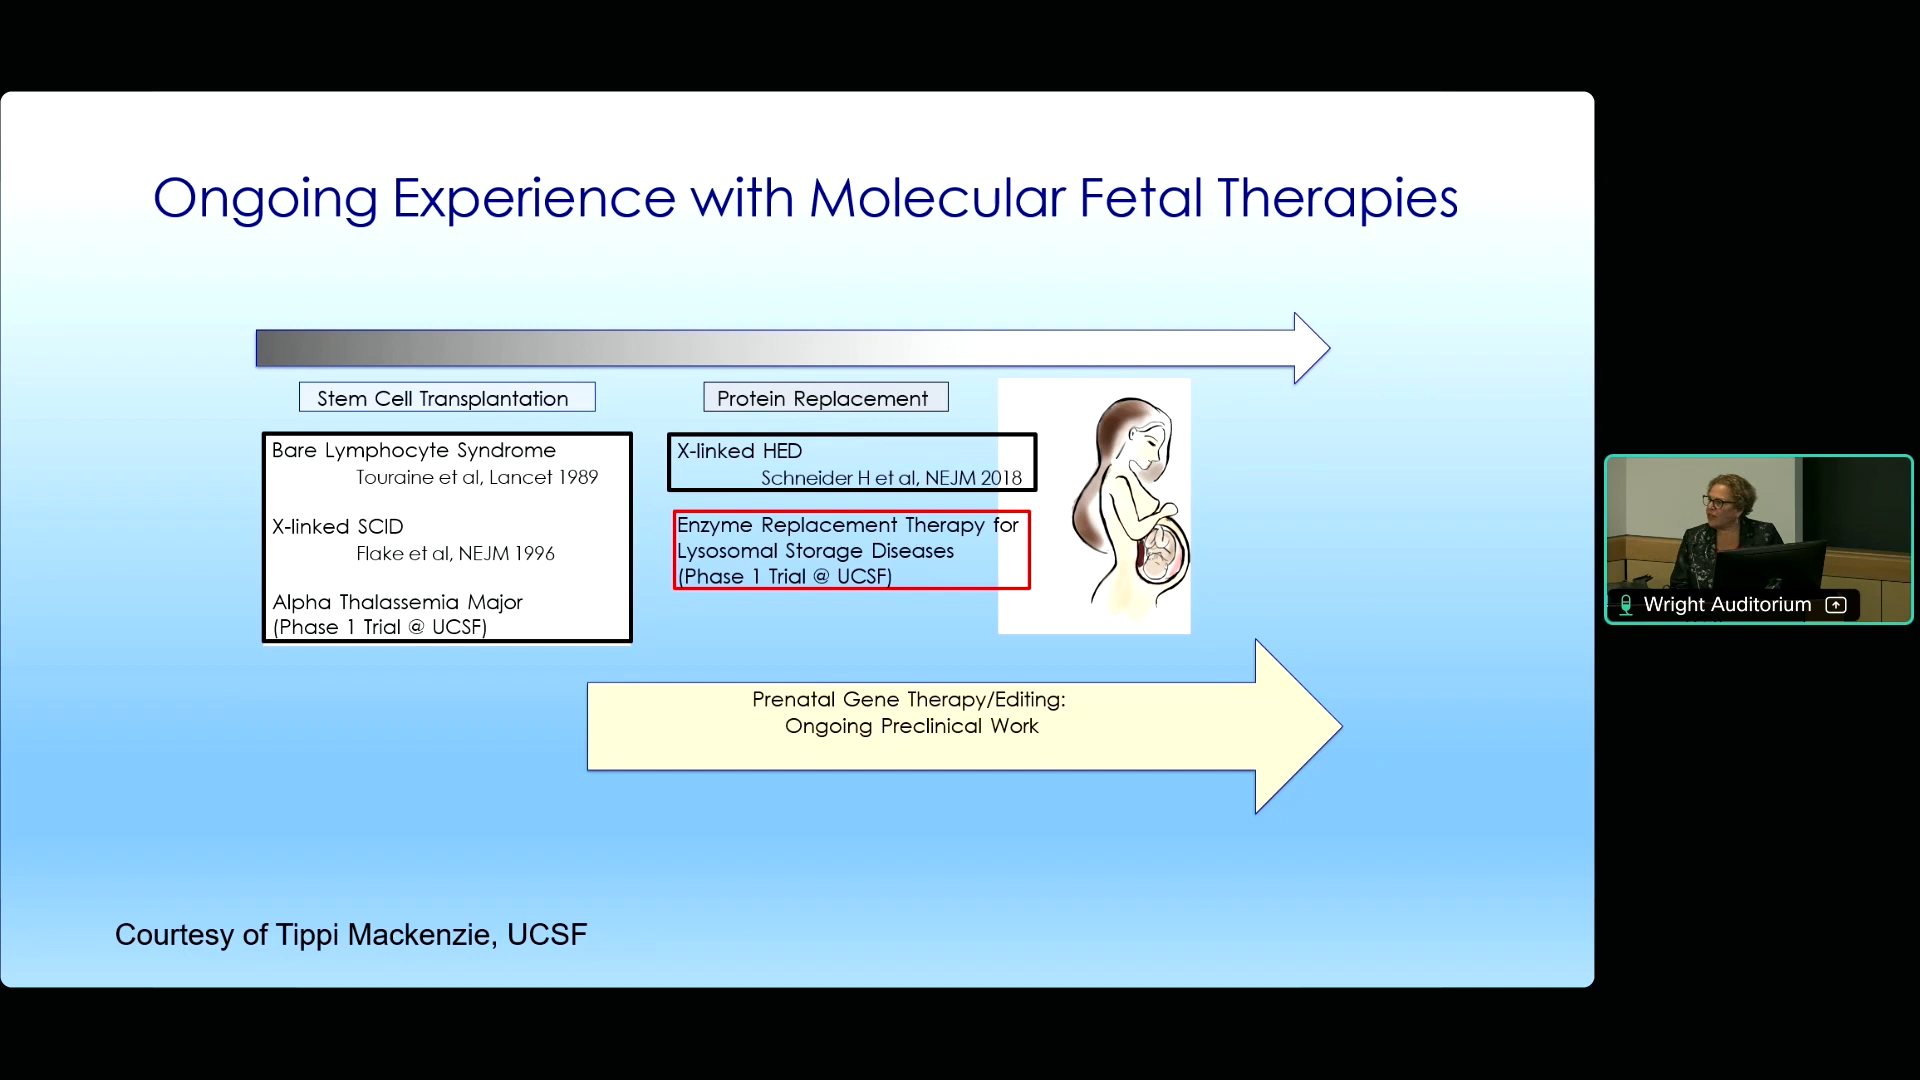 Ongoing Experience with Molecular Fetal Therapies
Stem Cell Transplantation
Bare Lymphocyte Syndrome
Touraine et al, Lancet 1989
X-linked SCID
Flake et al, NEJM 1996
Alpha Thalassemia Major
(Phase 1 Trial @ UCSF)
Protein Replacement
X-linked HED
Schneider H et al, NEJM 2018
Enzyme Replacement Therapy for
Lysosomal Storage Diseases
(Phase 1 Trial @ UCSF)
Prenatal Gene Therapy/Editing:
Ongoing Preclinical Work
Courtesy of Tippi Mackenzie, UCSF
Wright Auditorium